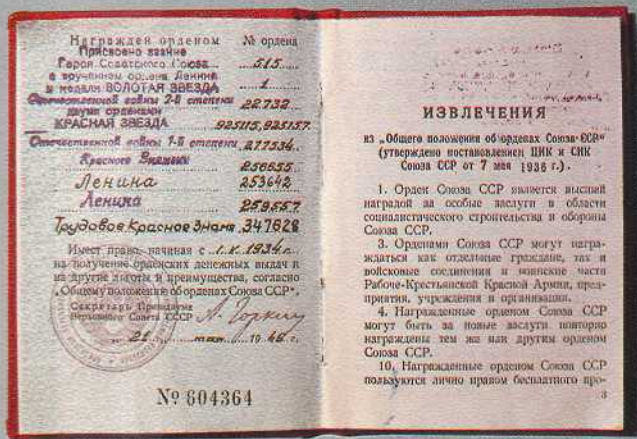 Награжден орденом № ордена
Присвоено звание
Героя Советского Союза 515
с вручением ордена Ленина
и медали ЗОЛОТАЯ ЗВЕЗДА 1
Отечественной войны 2-й степени 22732
двумя орденами
КРАСНАЯ ЗВЕЗДА 925115, 925157
Отечественной войны 1-й степени 277534
Красного Знамени 256655
Ленина 253642
Ленина 259557
Трудовое Красное Знамя 347628
Имеет право, начиная с 1.X.1934 г.
на получение орденских денежных выдач и
на другие льготы и преимущества, согласно
„Общему положению об орденах Союза ССР“.
Секретарь Президиума
Верховного Совета СССР А. Горкин
1946 г.
№ 604364
ИЗВЛЕЧЕНИЯ
из „Общего положения об орденах Союза ССР“
(утверждено постановлением ЦИК и СНК
Союза ССР от 7 мая 1936 г.).
1. Орден Союза ССР является высшей
наградой за особые заслуги в области
социалистического строительства и обороны
Союза ССР.
3. Орденами Союза ССР могут награ-
ждаться как отдельные граждане, так и
войсковые соединения и воинские части
Рабоче-Крестьянской Красной Армии, пред-
приятия, учреждения и организации.
4. Награжденные орденом Союза ССР
могут быть за новые заслуги повторно
награждены тем же или другим орденом
Союза ССР.
10. Награжденные орденом Союза ССР
пользуются лично правом бесплатного про-
3